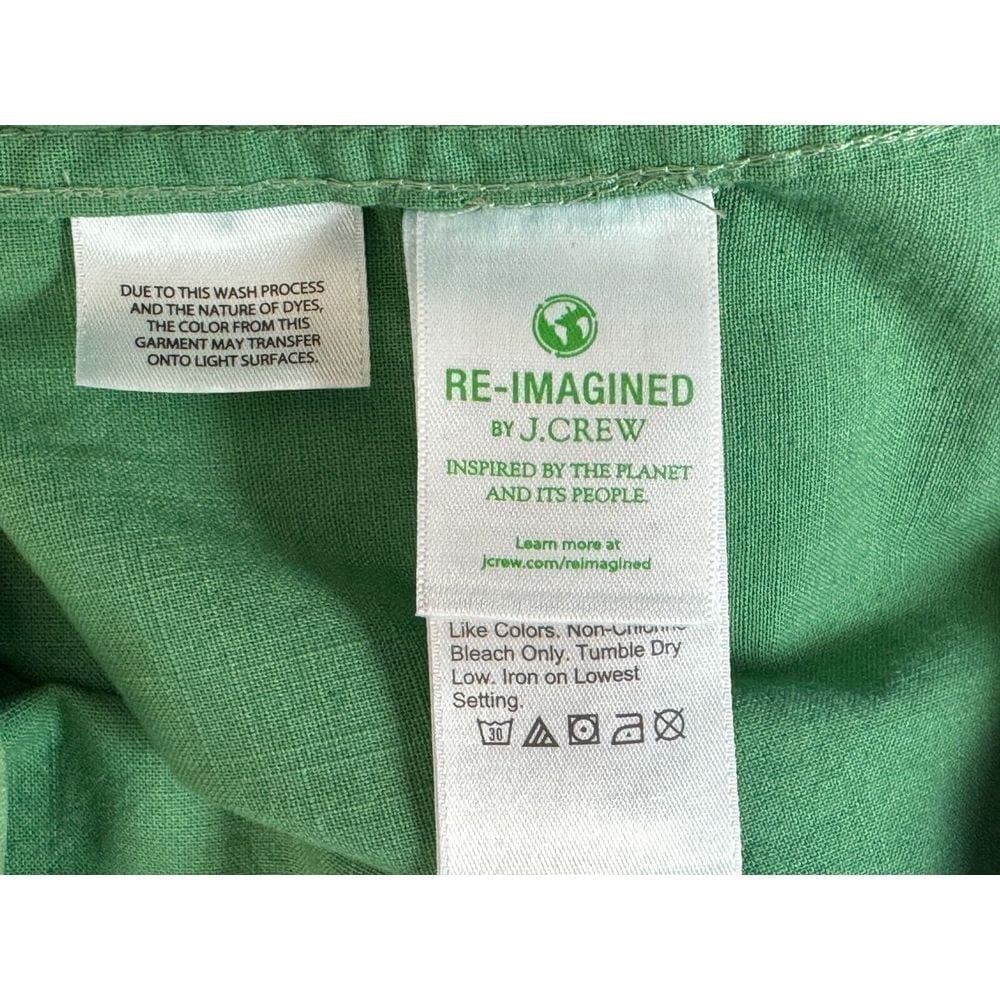 DUE TO THIS WASH PROCESS
AND THE NATURE OF DYES,
THE COLOR FROM THIS
GARMENT MAY TRANSFER
ONTO LIGHT SURFACES.
RE-IMAGINED
BY J.CREW
INSPIRED BY THE PLANET
AND ITS PEOPLE.
Learn more at
jcrew.com/reimagined
Like Colors. Non-Chlorine
Bleach Only. Tumble Dry
Low. Iron on Lowest
Setting.
30